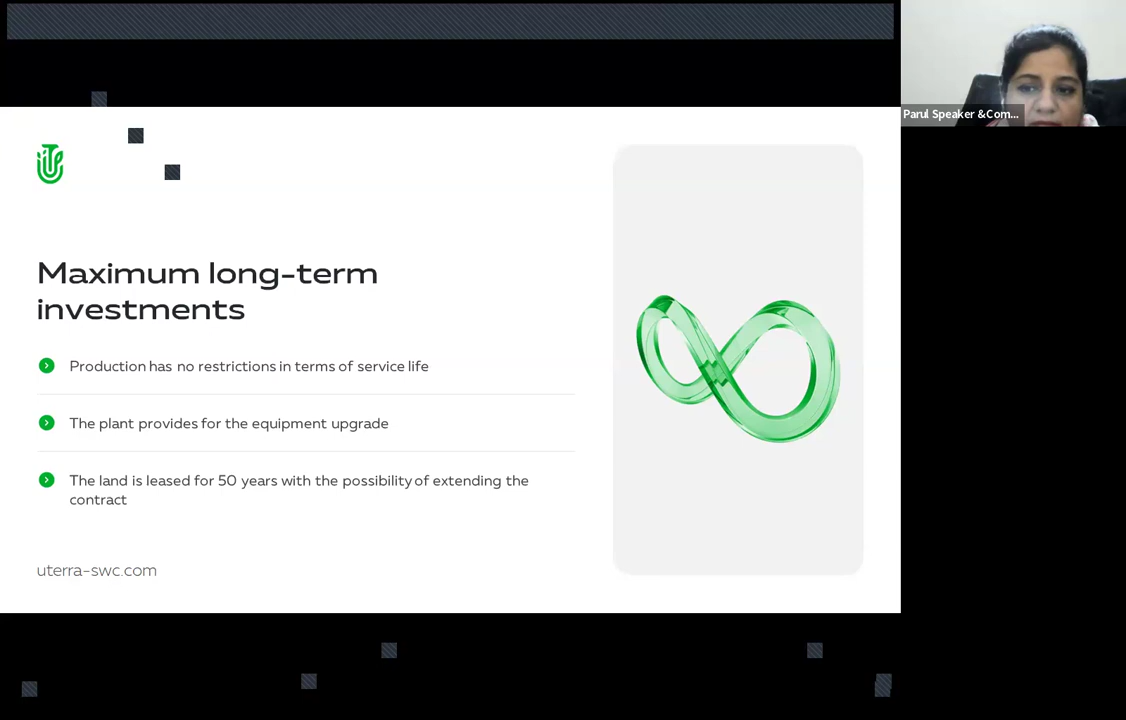 Parul Speaker &Com...
Maximum long-term
investments
Production has no restrictions in terms of service life
The plant provides for the equipment upgrade
The land is leased for 50 years with the possibility of extending the
contract
uterra-swc.com